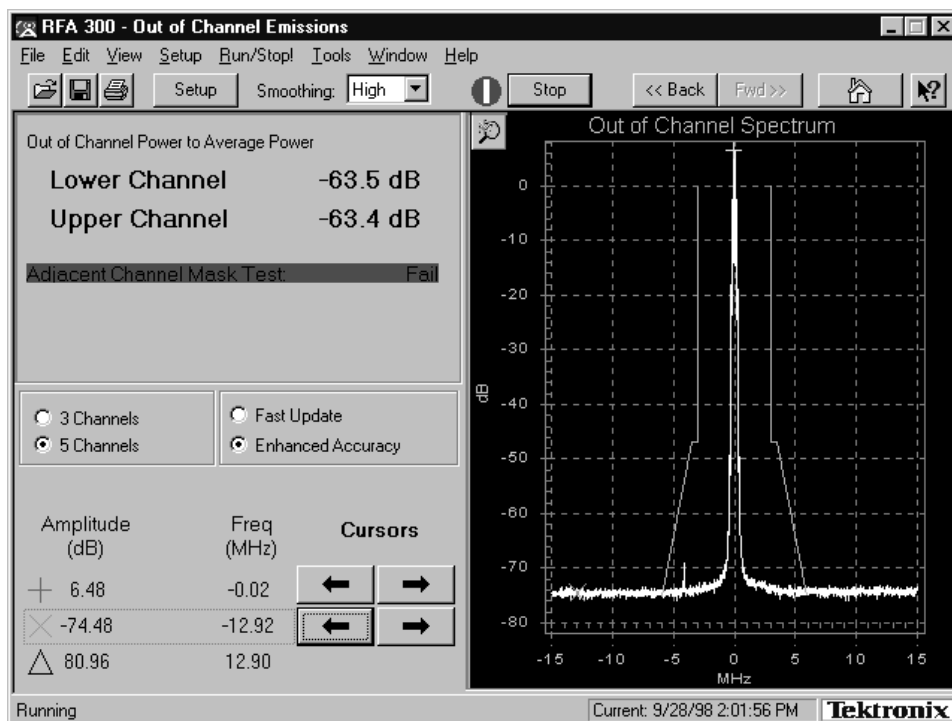 RFA 300 - Out of Channel Emissions
File Edit View Setup Run/Stop! Tools Window Help
Setup Smoothing: High Stop << Back Fwd >>
Out of Channel Power to Average Power
Lower Channel -63.5 dB
Upper Channel -63.4 dB
Adjacent Channel Mask Test: Fail
3 Channels
5 Channels
Fast Update
Enhanced Accuracy
Amplitude (dB) Freq (MHz) Cursors
6.48 -0.02
-74.48 -12.92
80.96 12.90
Out of Channel Spectrum
0
-10
-20
-30
-40
-50
-60
-70
-80
dB
-15 -10 -5 0 5 10 15
MHz
Running Current: 9/28/98 2:01:56 PM Tektronix